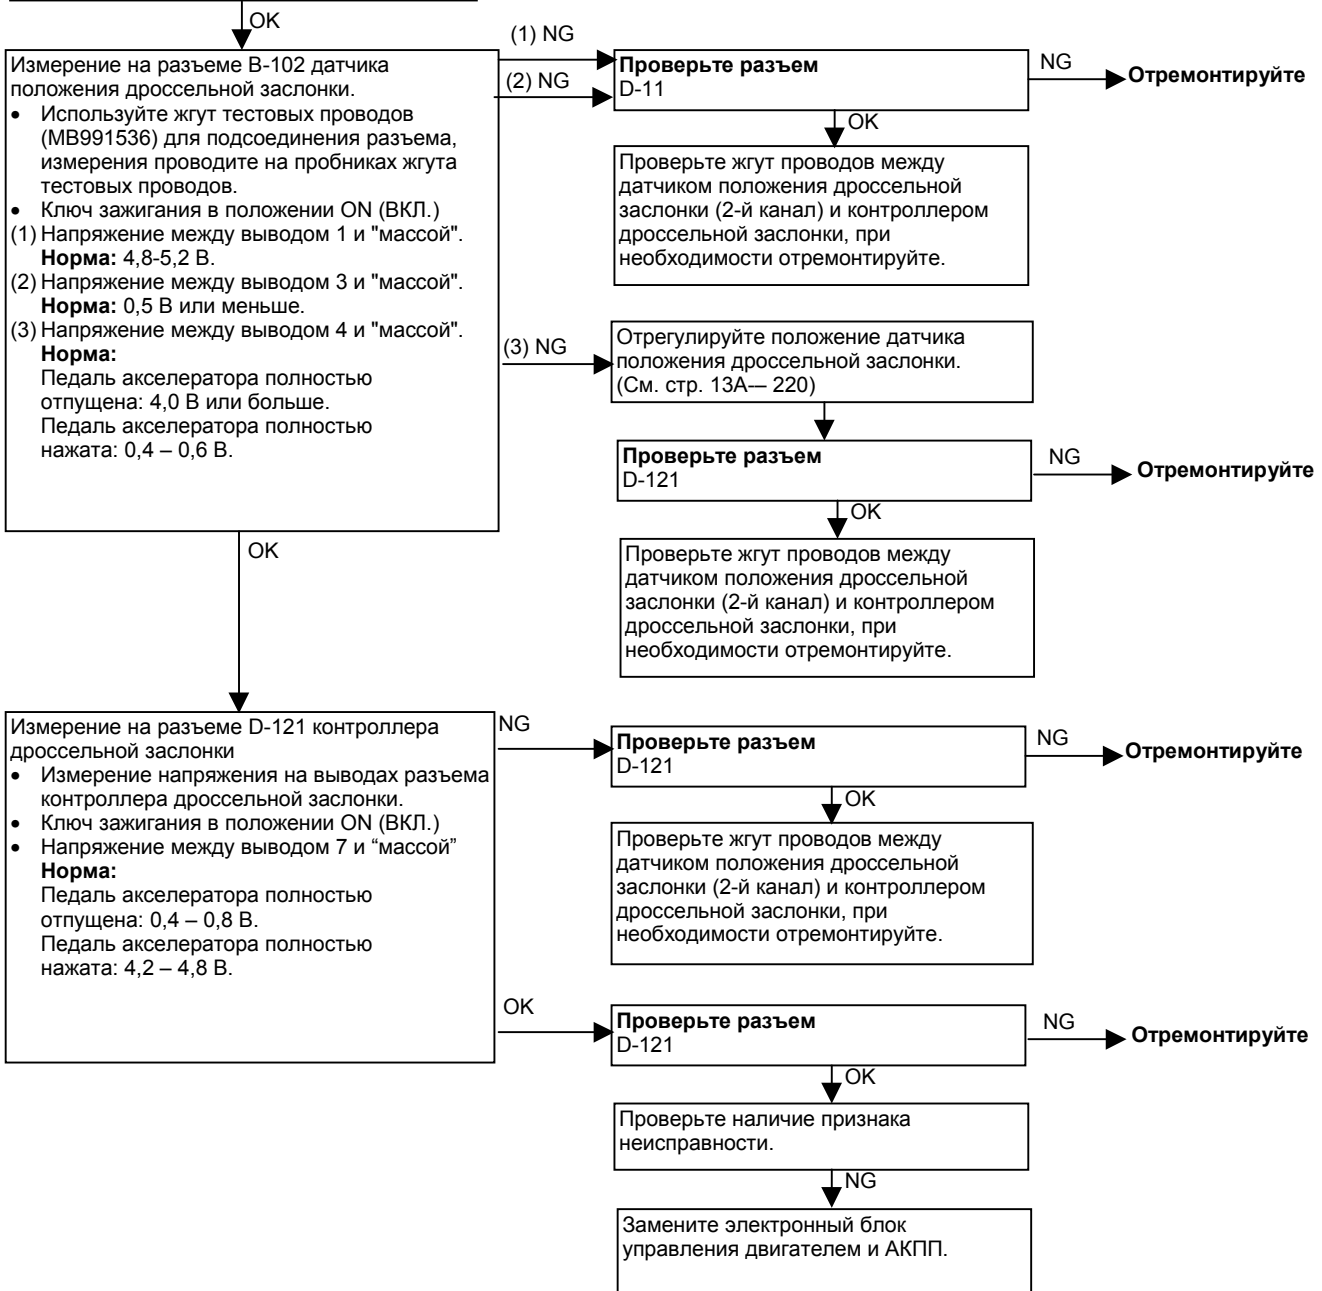 OK
(1) NG
(2) NG
Измерение на разъеме B-102 датчика
положения дроссельной заслонки.
• Используйте жгут тестовых проводов
(MB991536) для подсоединения разъема,
измерения проводите на пробниках жгута
тестовых проводов.
• Ключ зажигания в положении ON (ВКЛ.)
(1) Напряжение между выводом 1 и "массой".
Норма: 4,8-5,2 В.
(2) Напряжение между выводом 3 и "массой".
Норма: 0,5 В или меньше.
(3) Напряжение между выводом 4 и "массой".
Норма:
Педаль акселератора полностью
отпущена: 4,0 В или больше.
Педаль акселератора полностью
нажата: 0,4 – 0,6 В.
Проверьте разъем
D-11
NG
Отремонтируйте
OK
Проверьте жгут проводов между
датчиком положения дроссельной
заслонки (2-й канал) и контроллером
дроссельной заслонки, при
необходимости отремонтируйте.
(3) NG
Отрегулируйте положение датчика
положения дроссельной заслонки.
(См. стр. 13A-– 220)
Проверьте разъем
D-121
NG
Отремонтируйте
OK
Проверьте жгут проводов между
датчиком положения дроссельной
заслонки (2-й канал) и контроллером
дроссельной заслонки, при
необходимости отремонтируйте.
OK
Измерение на разъеме D-121 контроллера
дроссельной заслонки
• Измерение напряжения на выводах разъема
контроллера дроссельной заслонки.
• Ключ зажигания в положении ON (ВКЛ.)
• Напряжение между выводом 7 и “массой”
Норма:
Педаль акселератора полностью
отпущена: 0,4 – 0,8 В.
Педаль акселератора полностью
нажата: 4,2 – 4,8 В.
NG
Проверьте разъем
D-121
NG
Отремонтируйте
OK
Проверьте жгут проводов между
датчиком положения дроссельной
заслонки (2-й канал) и контроллером
дроссельной заслонки, при
необходимости отремонтируйте.
OK
Проверьте разъем
D-121
NG
Отремонтируйте
OK
Проверьте наличие признака
неисправности.
NG
Замените электронный блок
управления двигателем и АКПП.